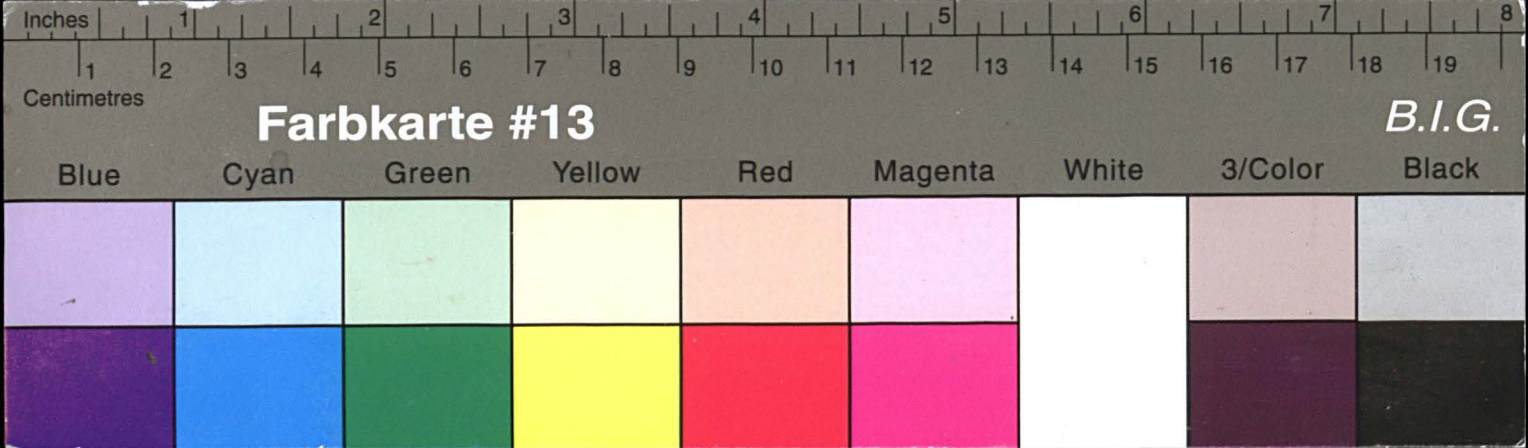 Inches 1 2 3 4 5 6 7 8
1 2 3 4 5 6 7 8 9 10 11 12 13 14 15 16 17 18 19
Centimetres
Farbkarte #13 B.I.G.
Blue Cyan Green Yellow Red Magenta White 3/Color Black